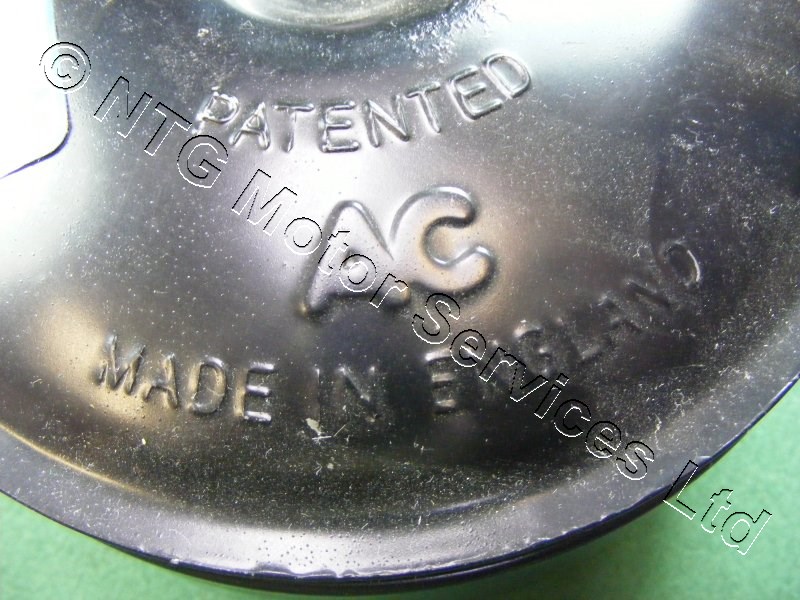 PATENTED
AC
MADE IN ENGLAND
© NTG Motor Services Ltd